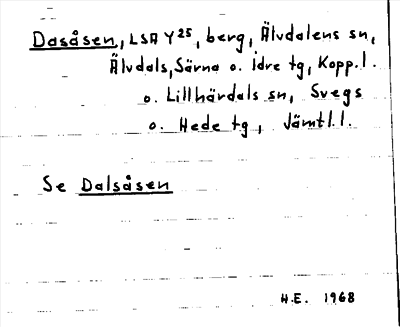 Dasåsen, LSA Y25, berg, Älvdalens sn,
Älvdals, Särna o. Idre tg, Kopp.l.
o. Lillhärdals sn, Svegs
o. Hede tg, Jämtl.l.
Se Dalsåsen
H.E. 1968